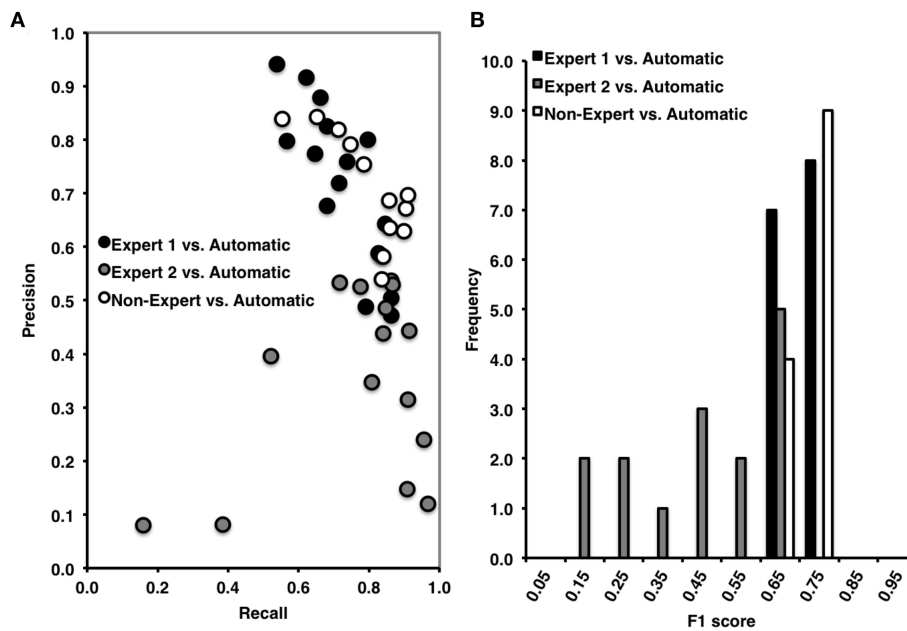 A
1.0
0.9
0.8
0.7
0.6
0.5
0.4
0.3
0.2
0.1
0.0
Precision
Expert 1 vs. Automatic
Expert 2 vs. Automatic
Non-Expert vs. Automatic
0.0 0.2 0.4 0.6 0.8 1.0
Recall
B
Expert 1 vs. Automatic
Expert 2 vs. Automatic
Non-Expert vs. Automatic
10.0
9.0
8.0
7.0
6.0
5.0
4.0
3.0
2.0
1.0
0.0
Frequency
0.05 0.15 0.25 0.35 0.45 0.55 0.65 0.75 0.85 0.95
F1 score